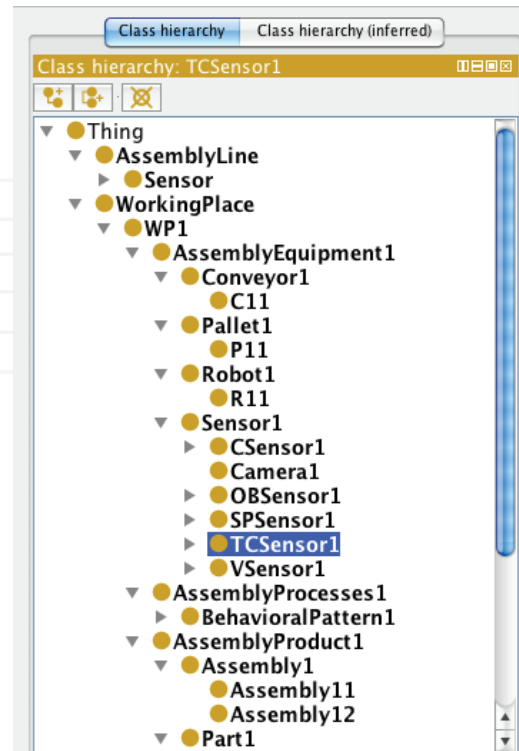 Class hierarchy Class hierarchy (inferred)
Class hierarchy: TCSensor1
Thing
AssemblyLine
Sensor
WorkingPlace
WP1
AssemblyEquipment1
Conveyor1
C11
Pallet1
P11
Robot1
R11
Sensor1
CSensor1
Camera1
OBSensor1
SPSensor1
TCSensor1
VSensor1
AssemblyProcesses1
BehavioralPattern1
AssemblyProduct1
Assembly1
Assembly11
Assembly12
Part1